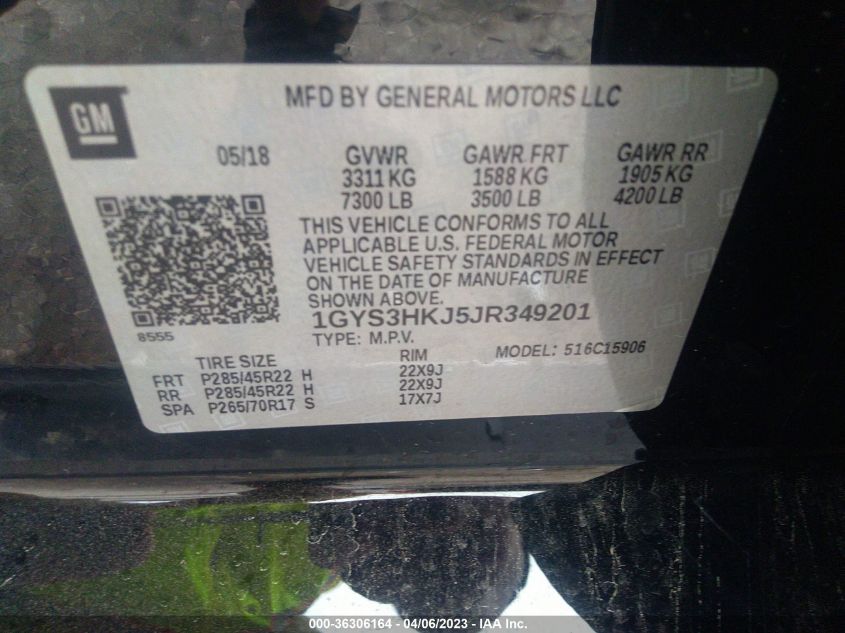 GM
MFD BY GENERAL MOTORS LLC
05/18 GVWR GAWR FRT GAWR RR
3311 KG 1588 KG 1905 KG
7300 LB 3500 LB 4200 LB
THIS VEHICLE CONFORMS TO ALL
APPLICABLE U.S. FEDERAL MOTOR
VEHICLE SAFETY STANDARDS IN EFFECT
ON THE DATE OF MANUFACTURE
SHOWN ABOVE.
8555
1GYS3HKJ5JR349201
TYPE: M.P.V. MODEL: 516C15906
TIRE SIZE RIM
FRT P285/45R22 H 22X9J
RR P285/45R22 H 22X9J
SPA P265/70R17 S 17X7J
000-36306164 - 04/06/2023 - © IAA Inc.